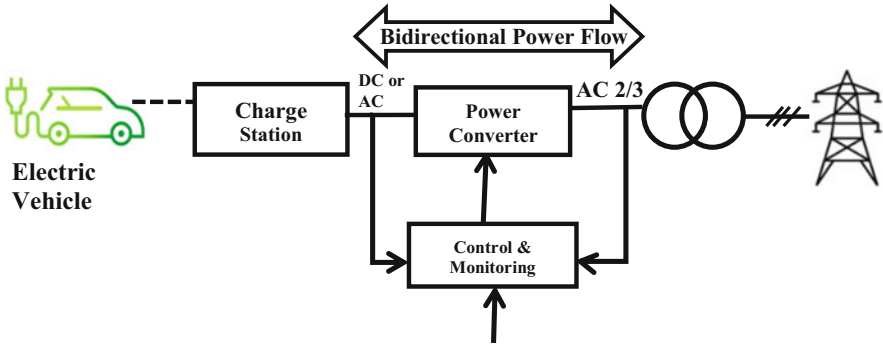 Bidirectional Power Flow
DC or
AC
AC 2/3
Charge
Station
Power
Converter
Electric
Vehicle
Control &
Monitoring